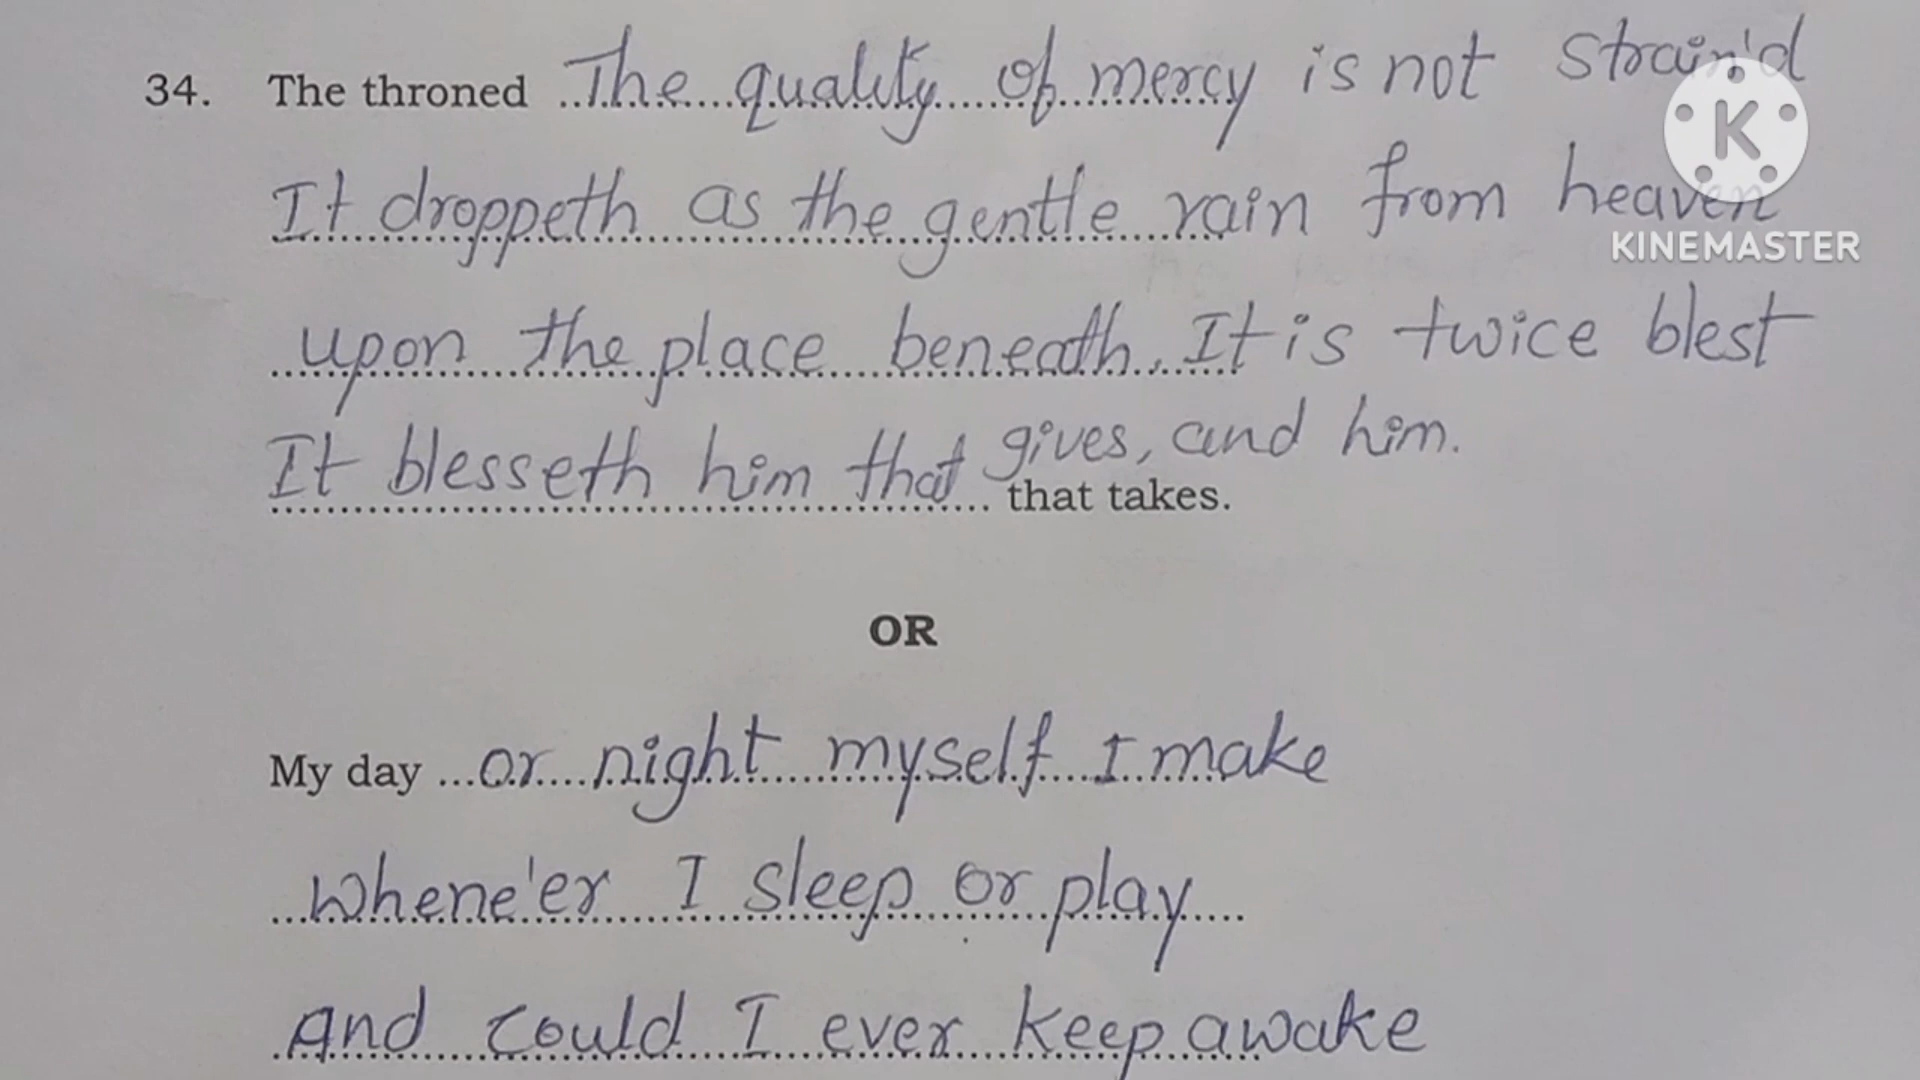 34. The throned The quality of mercy is not Strain'd
It droppeth as the gentle rain from heaven
KINEMASTER
upon the place beneath. It is twice blest
It blesseth him that gives, and him.
that takes.
OR
My day or night myself I make
Whene'er I sleep or play
And could I ever keep awake